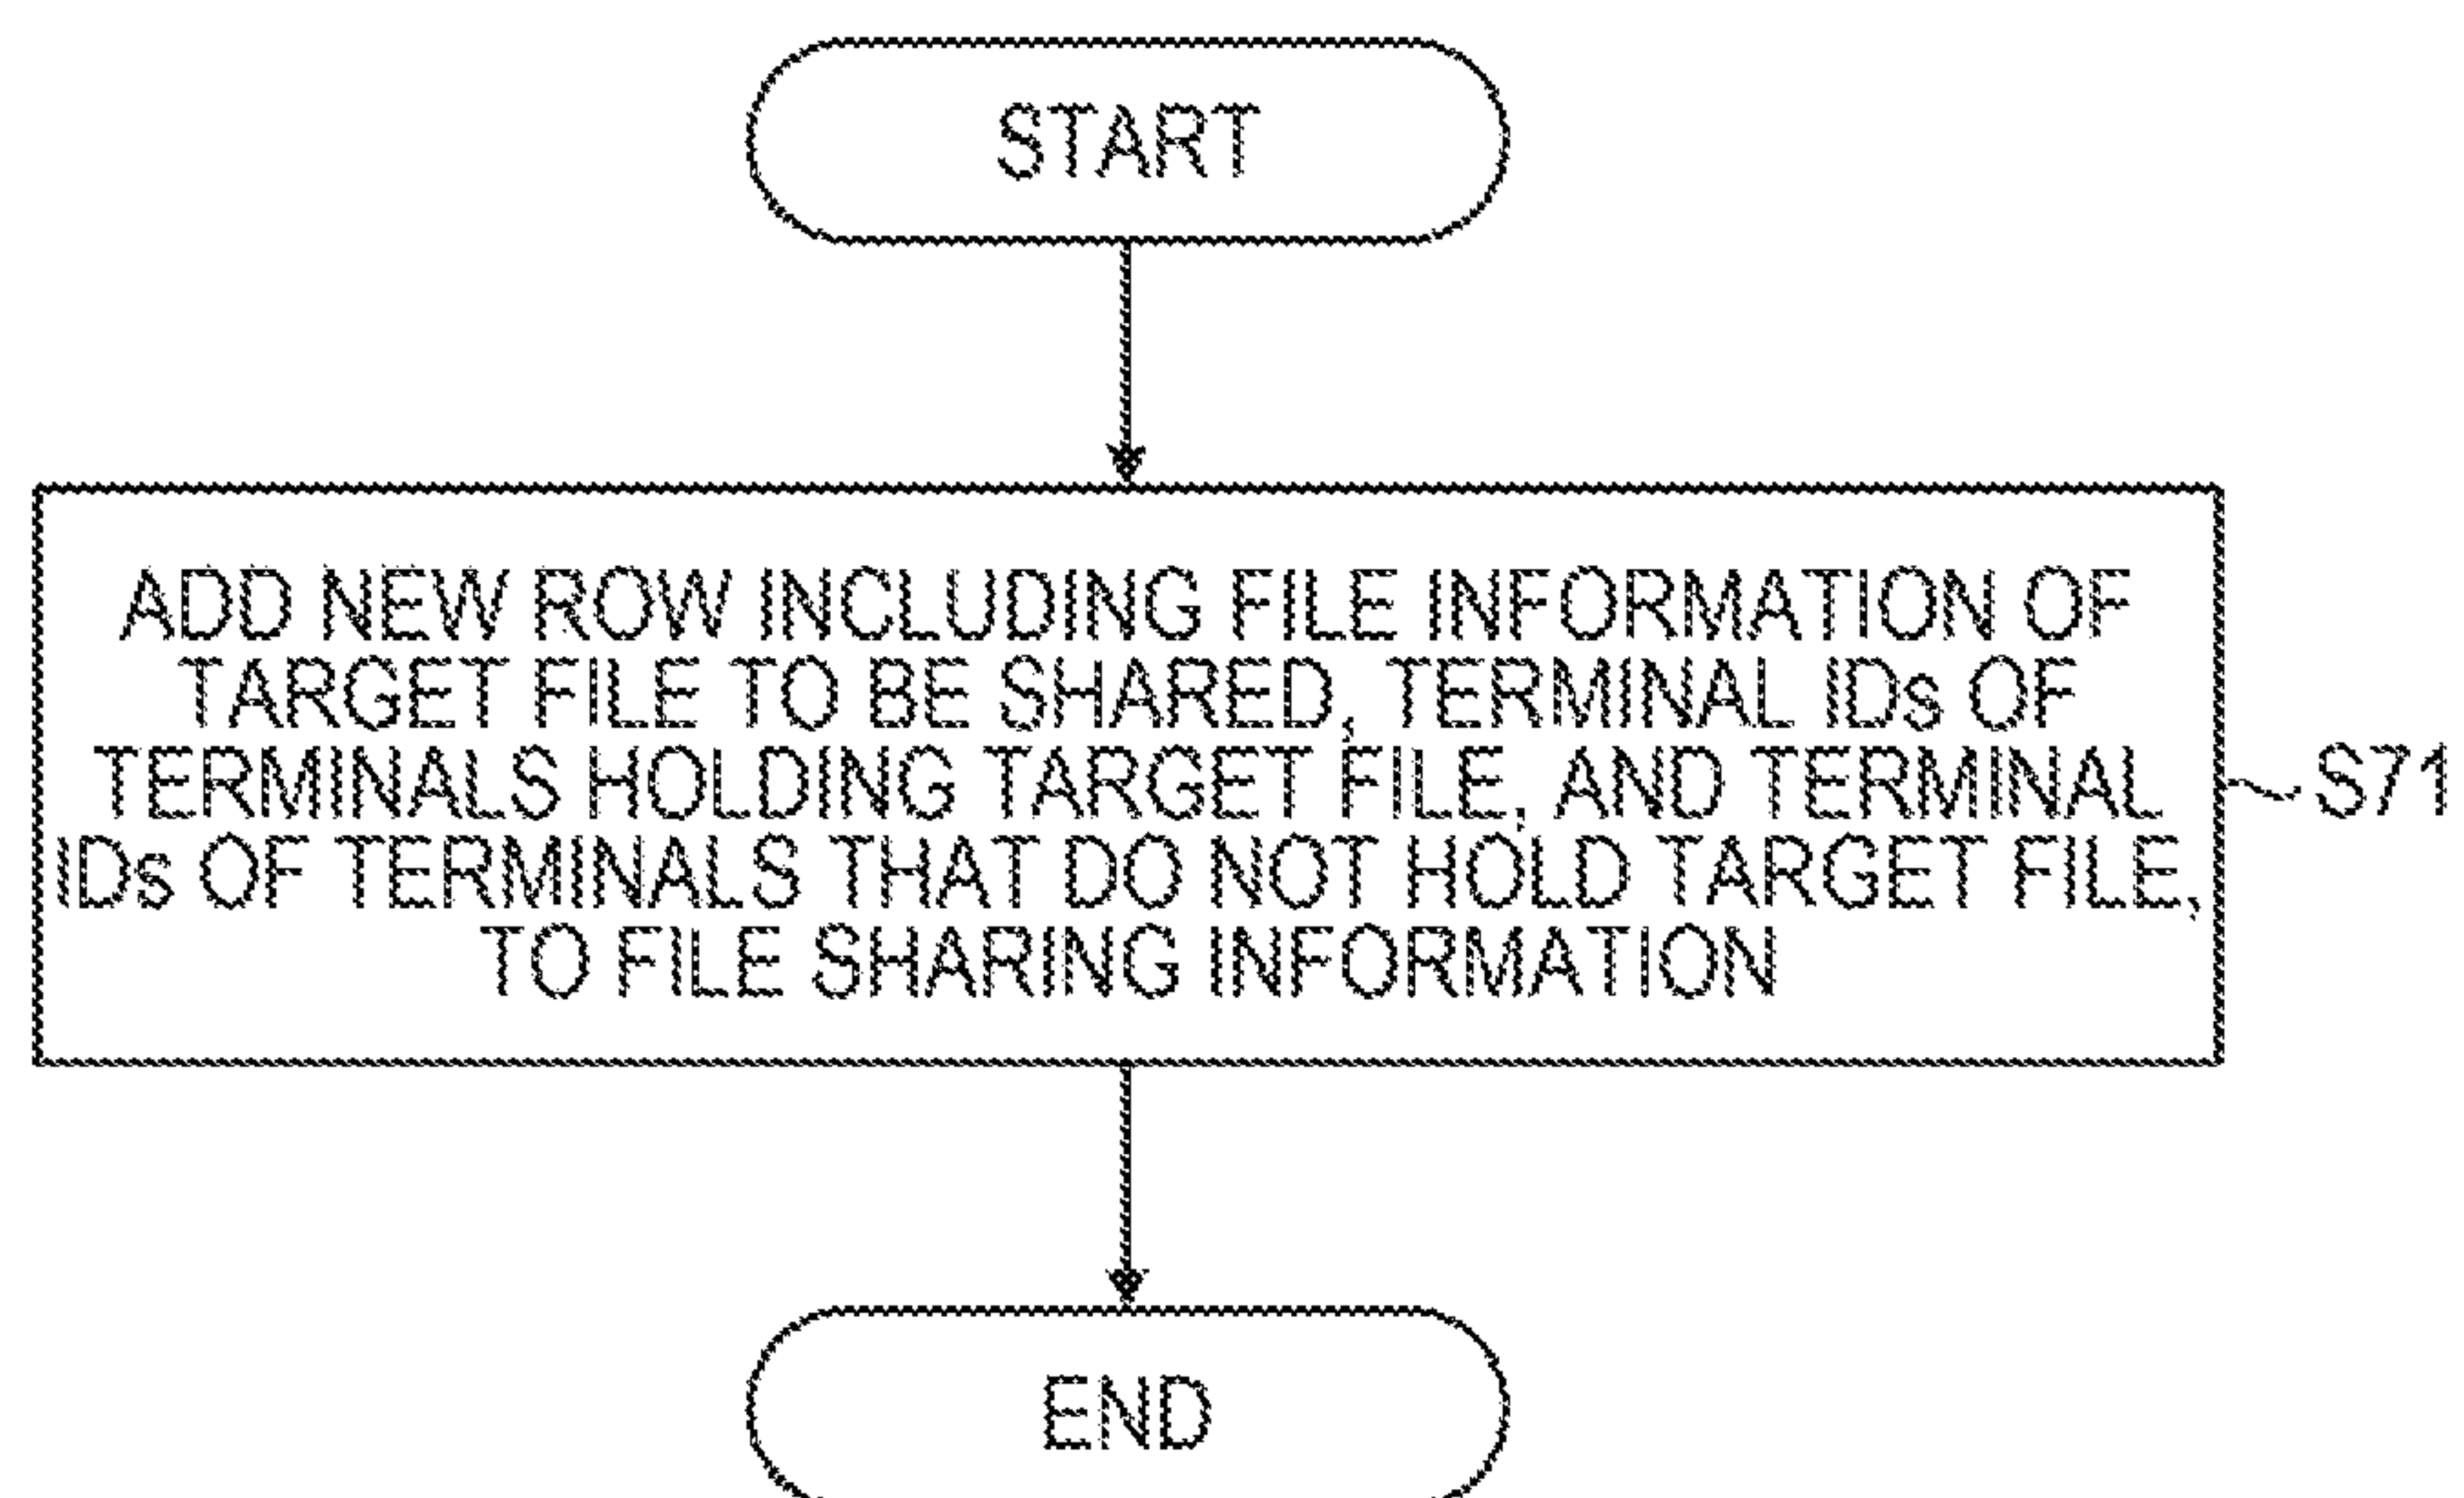 START
ADD NEW ROW INCLUDING FILE INFORMATION OF
TARGET FILE TO BE SHARED, TERMINAL IDs OF
TERMINALS HOLDING TARGET FILE, AND TERMINAL
IDs OF TERMINALS THAT DO NOT HOLD TARGET FILE,
TO FILE SHARING INFORMATION
S71
END